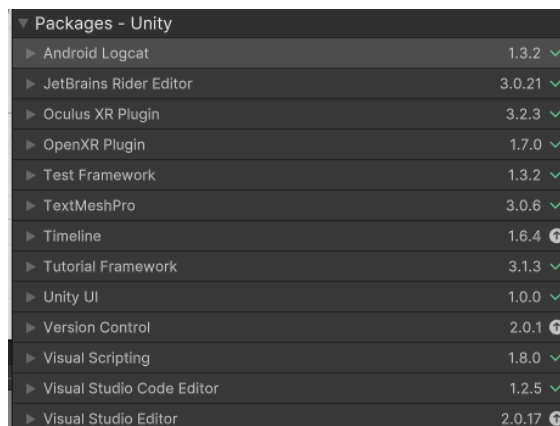 Packages - Unity
Android Logcat 1.3.2
JetBrains Rider Editor 3.0.21
Oculus XR Plugin 3.2.3
OpenXR Plugin 1.7.0
Test Framework 1.3.2
TextMeshPro 3.0.6
Timeline 1.6.4
Tutorial Framework 3.1.3
Unity UI 1.0.0
Version Control 2.0.1
Visual Scripting 1.8.0
Visual Studio Code Editor 1.2.5
Visual Studio Editor 2.0.17